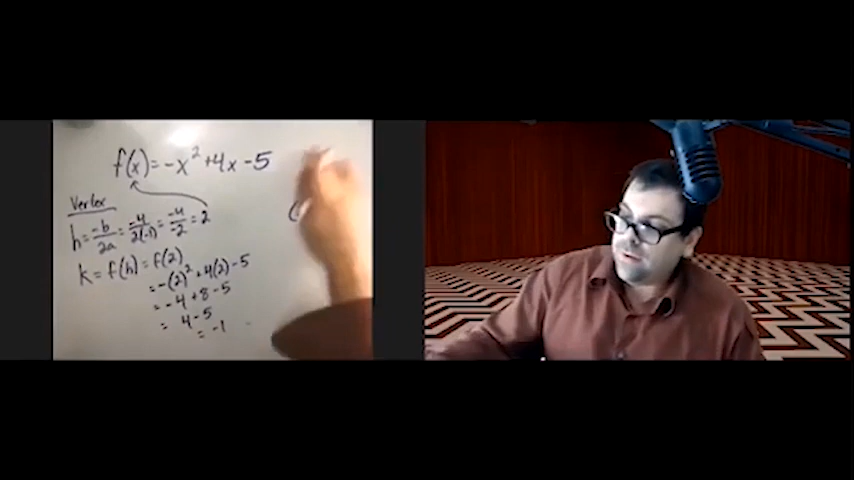 f(x)= -x² +4x -5
Vertex
h = -b/2a = -4/2(-1) = -4/-2 = 2
k = f(h) = f(2)
= -(2)² + 4(2) - 5
= -4 + 8 - 5
= 4 - 5
= -1
(